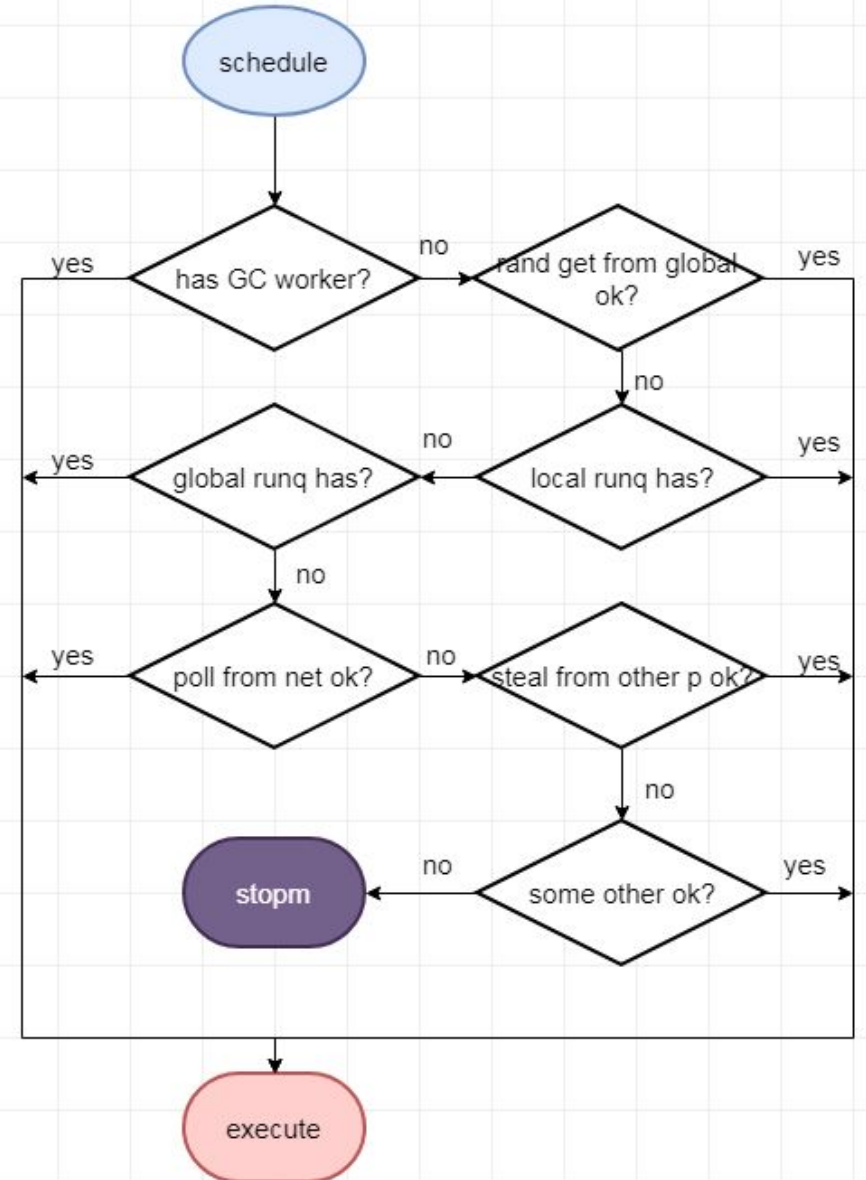 schedule
has GC worker?
yes
no
rand get from global
ok?
yes
no
local runq has?
yes
no
global runq has?
yes
no
poll from net ok?
yes
no
steal from other p ok?
yes
no
some other ok?
yes
no
stopm
execute